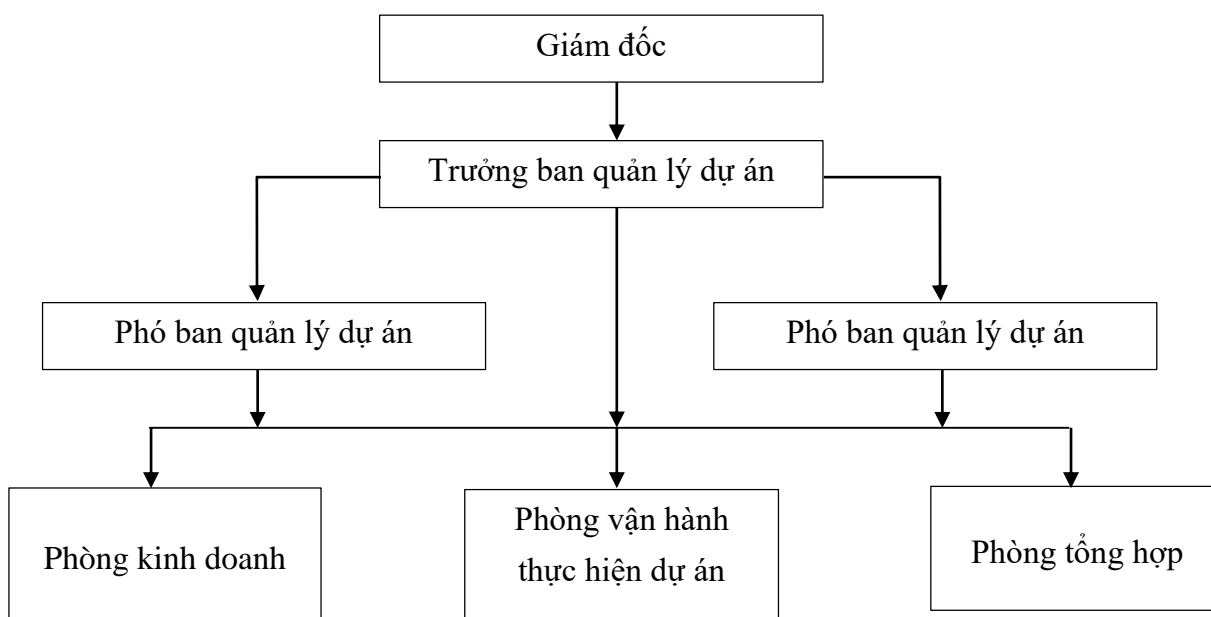 Giám đốc
Trưởng ban quản lý dự án
Phó ban quản lý dự án
Phó ban quản lý dự án
Phòng kinh doanh
Phòng vận hành
thực hiện dự án
Phòng tổng hợp